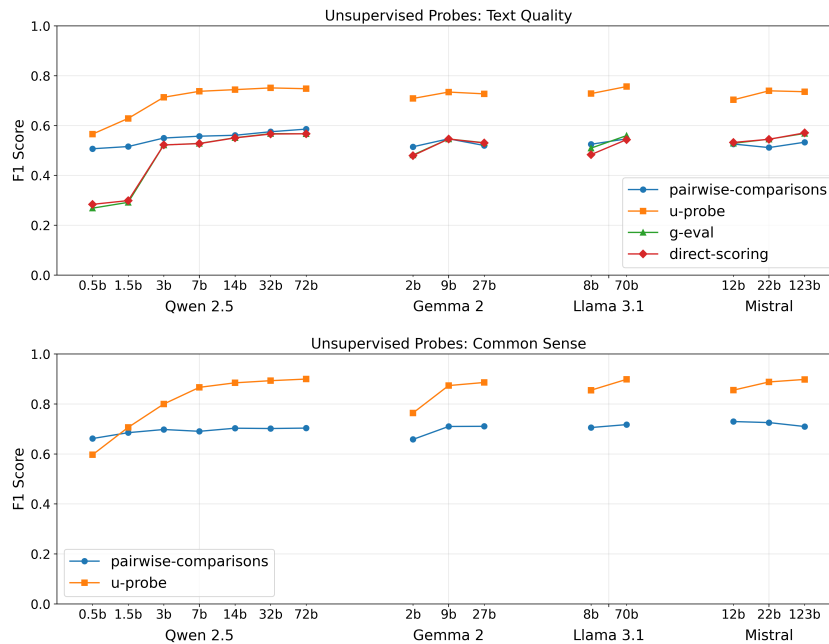 Unsupervised Probes: Text Quality
1.0
0.8
0.6
0.4
0.2
0.0
F1 Score
pairwise-comparisons
u-probe
g-eval
direct-scoring
0.5b 1.5b 3b 7b 14b 32b 72b 2b 9b 27b 8b 70b 12b 22b 123b
Qwen 2.5 Gemma 2 Llama 3.1 Mistral
Unsupervised Probes: Common Sense
1.0
0.8
0.6
0.4
0.2
0.0
F1 Score
pairwise-comparisons
u-probe
0.5b 1.5b 3b 7b 14b 32b 72b 2b 9b 27b 8b 70b 12b 22b 123b
Qwen 2.5 Gemma 2 Llama 3.1 Mistral